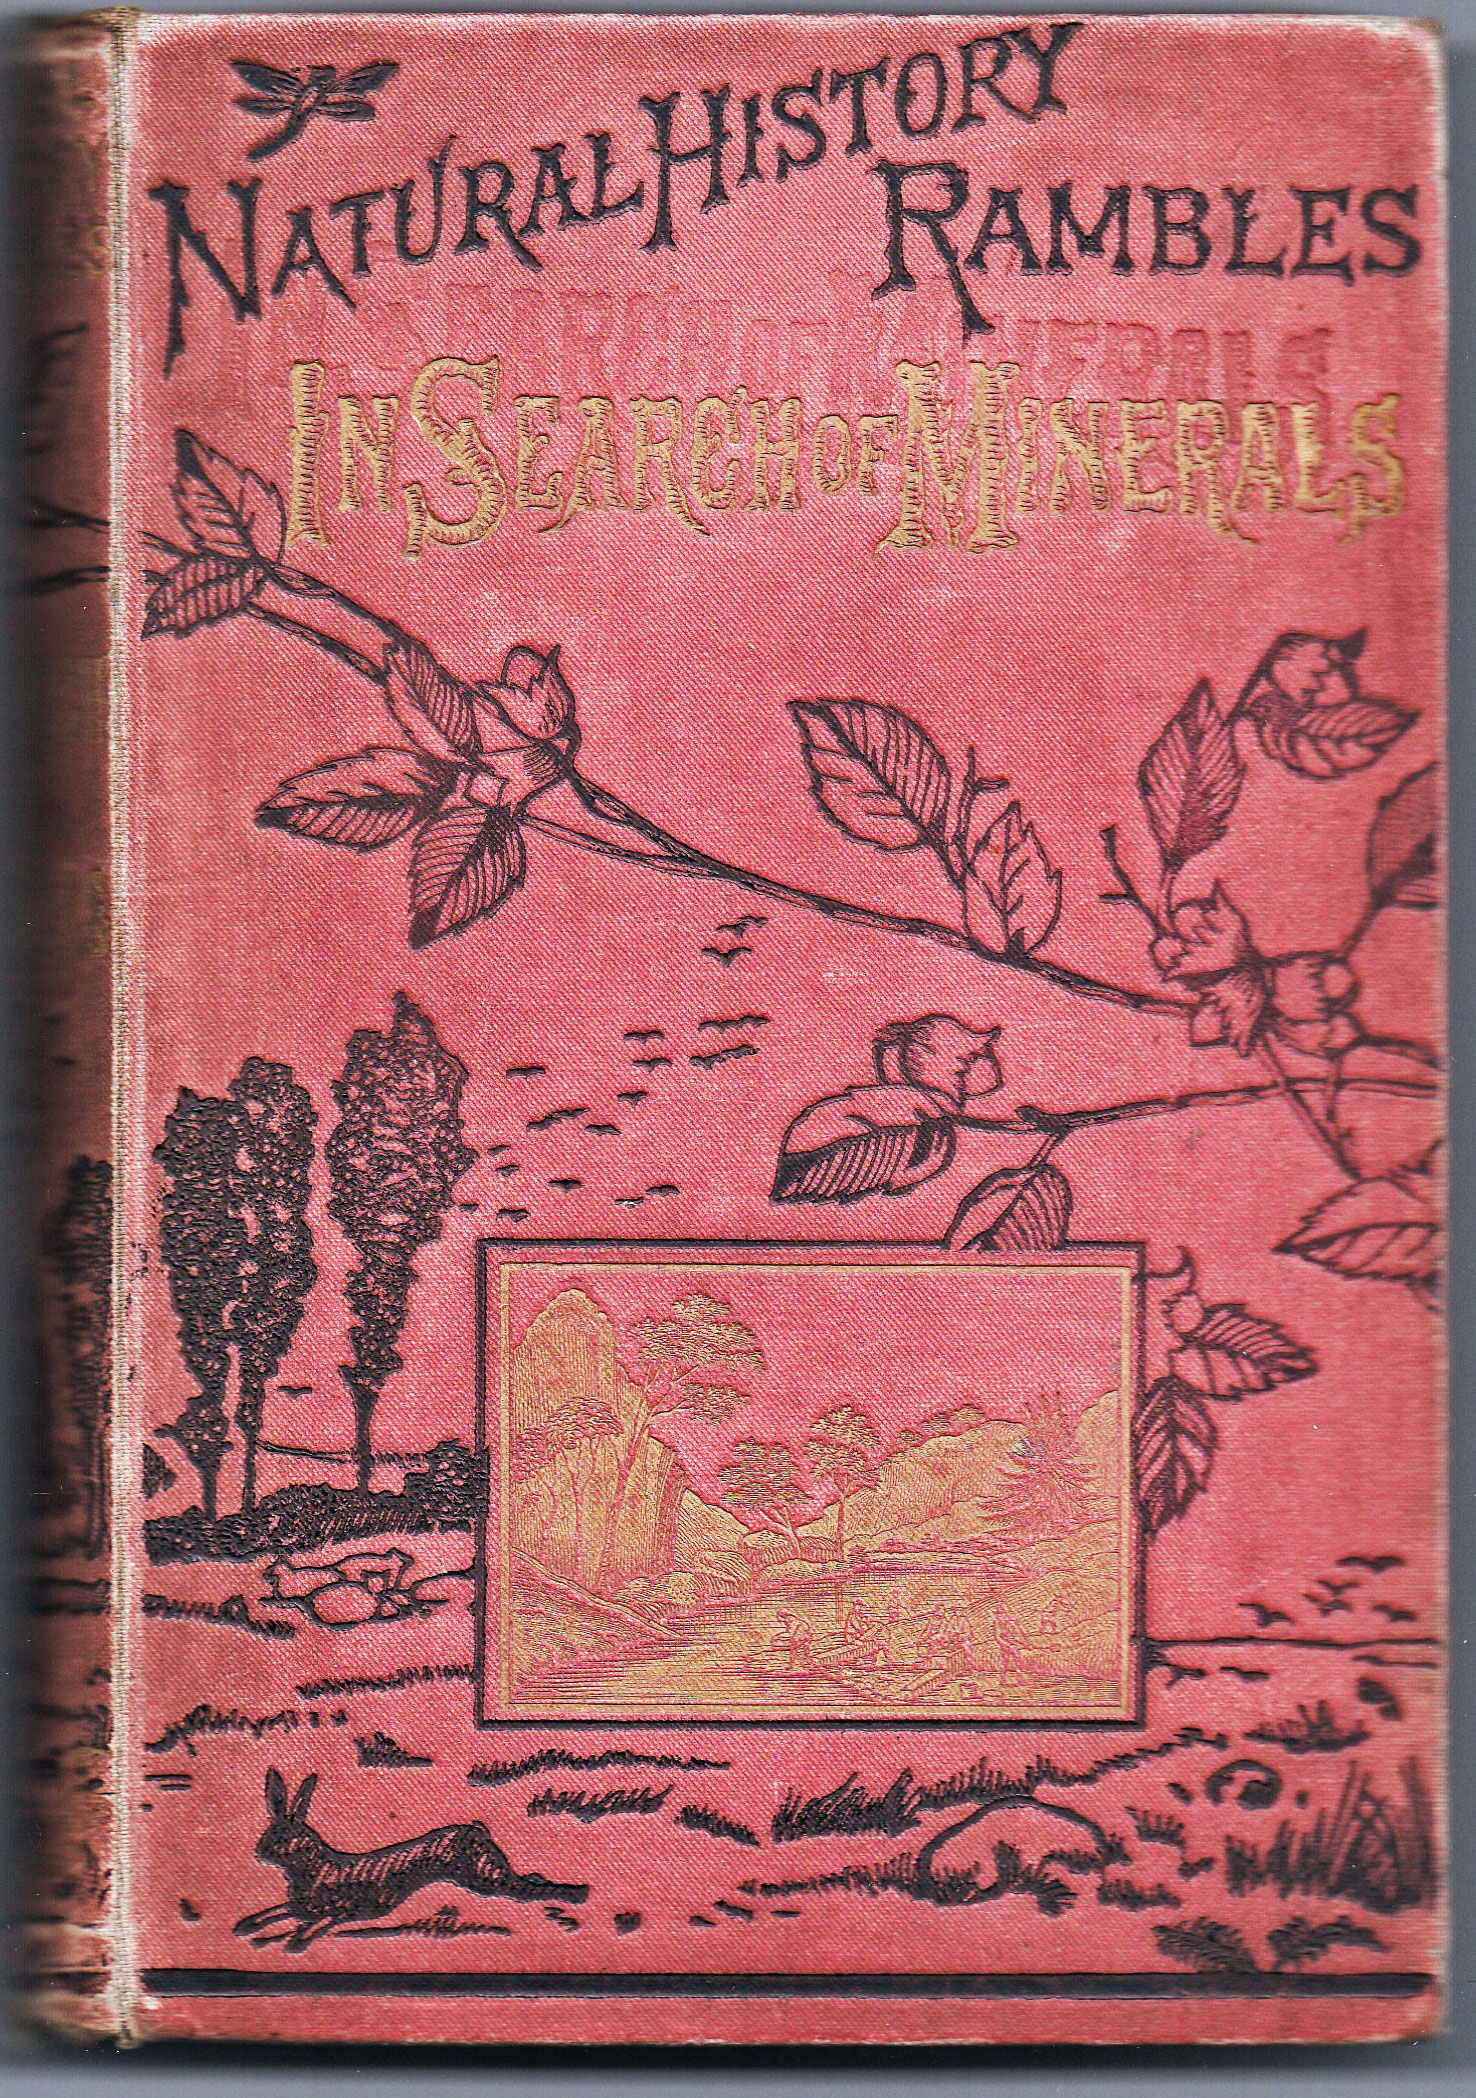 NATURAL HISTORY
RAMBLES
IN SEARCH OF MINERALS